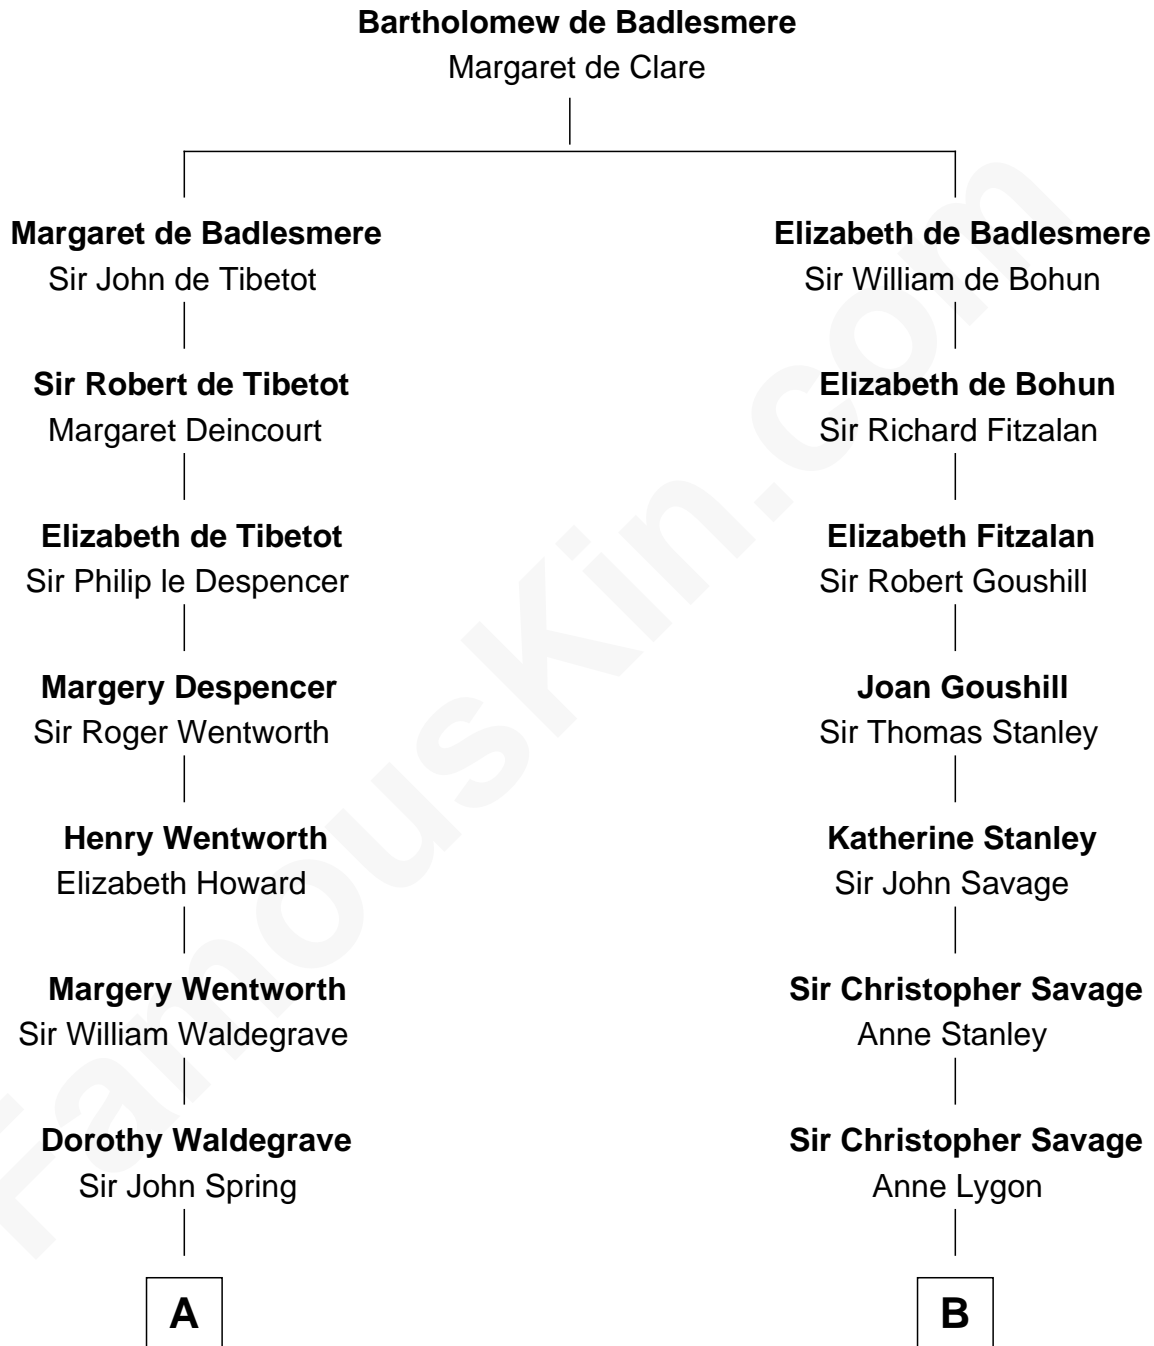 Bartholomew de Badlesmere
Margaret de Clare
Margaret de Badlesmere
Sir John de Tibetot
Elizabeth de Badlesmere
Sir William de Bohun
Sir Robert de Tibetot
Margaret Deincourt
Elizabeth de Bohun
Sir Richard Fitzalan
Elizabeth de Tibetot
Sir Philip le Despencer
Elizabeth Fitzalan
Sir Robert Goushill
Margery Despencer
Sir Roger Wentworth
Joan Goushill
Sir Thomas Stanley
Henry Wentworth
Elizabeth Howard
Katherine Stanley
Sir John Savage
Margery Wentworth
Sir William Waldegrave
Sir Christopher Savage
Anne Stanley
Dorothy Waldegrave
Sir John Spring
Sir Christopher Savage
Anne Lygon
A
B
FamousKin.com